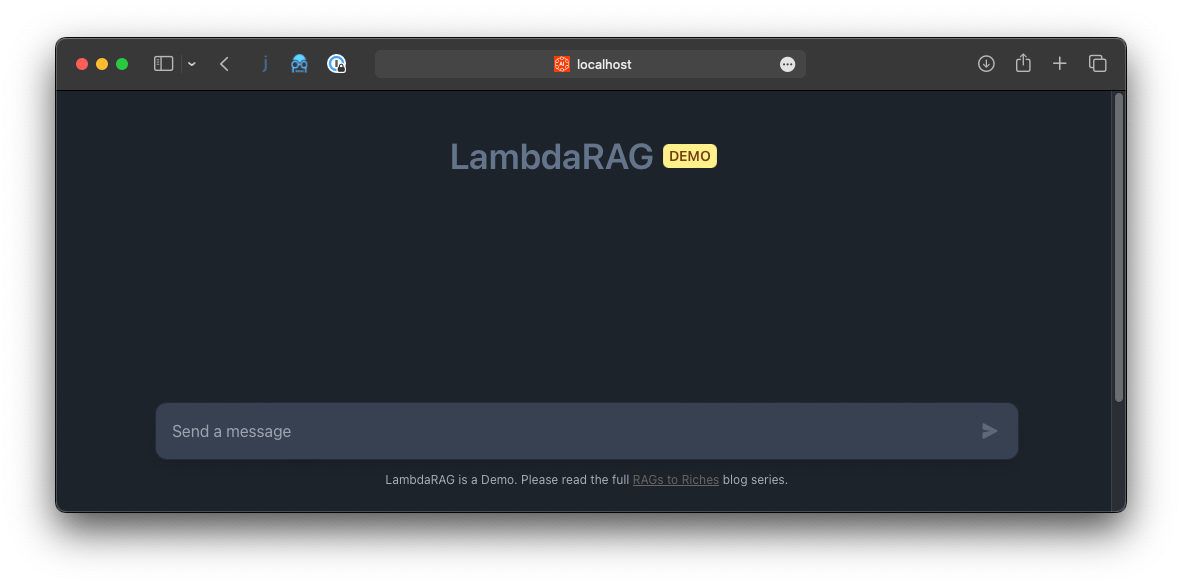 localhost
LambdaRAG DEMO
Send a message
LambdaRAG is a Demo. Please read the full RAGs to Riches blog series.